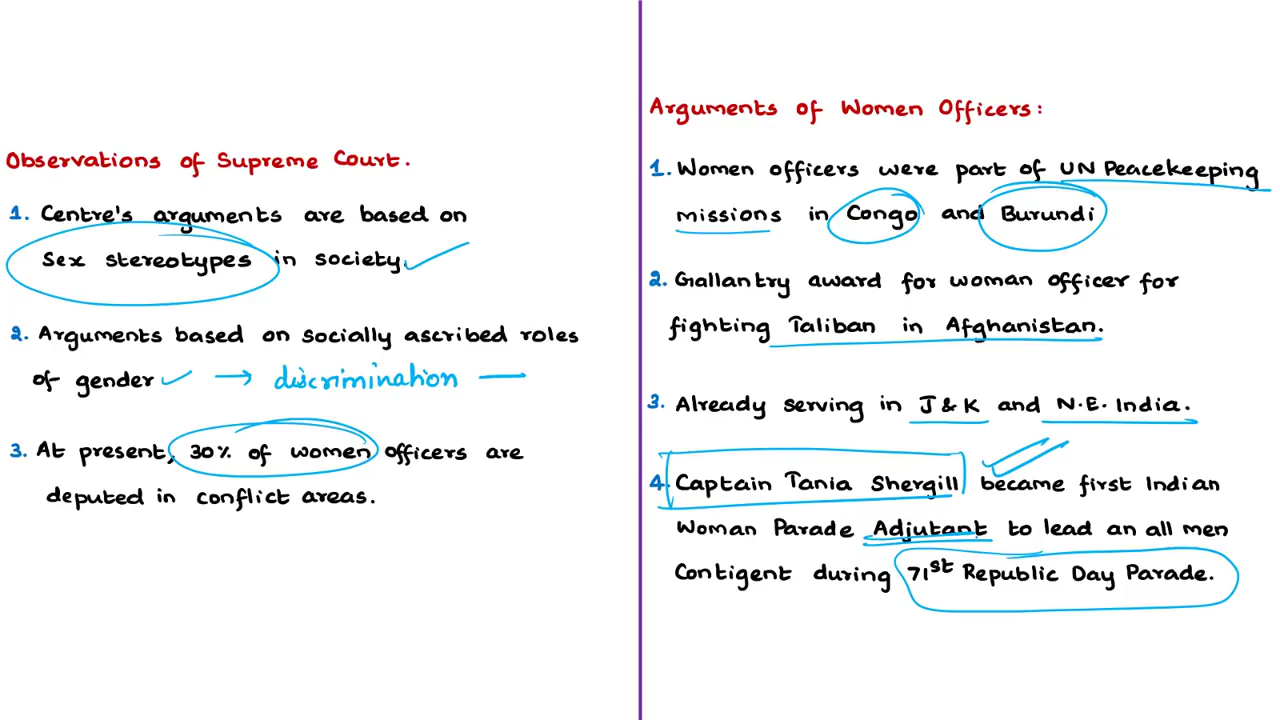 Observations of Supreme Court.
1. Centre's arguments are based on
Sex stereotypes in society.
2. Arguments based on socially ascribed roles
of gender → discrimination —
3. At present, 30% of women officers are
deputed in conflict areas.
Arguments of Women Officers:
1. Women officers were part of UN Peacekeeping
missions in Congo and Burundi
2. Gallantry award for woman officer for
fighting Taliban in Afghanistan.
3. Already serving in J & K and N.E. India.
4. Captain Tania Shergill became first Indian
Woman Parade Adjutant to lead an all men
Contigent during 71st Republic Day Parade.